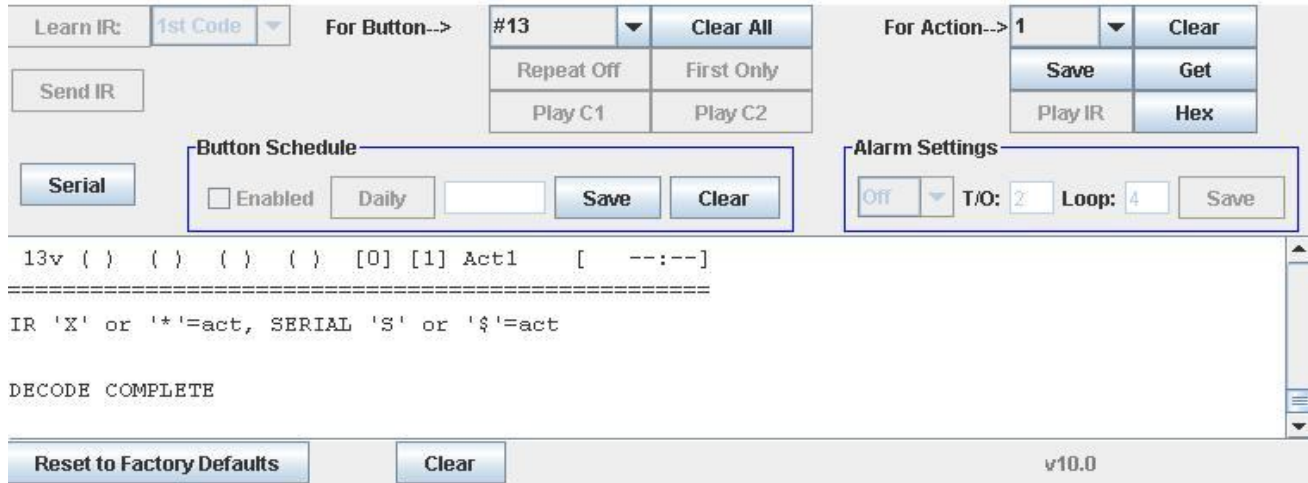 Learn IR: 1st Code For Button--> #13 Clear All For Action--> 1 Clear
Repeat Off First Only Save Get
Send IR
Play C1 Play C2 Play IR Hex
Button Schedule Alarm Settings
Serial Enabled Daily Save Clear Off T/O: 2 Loop: 4 Save
13v ( ) ( ) ( ) ( ) [0] [1] Act1 [ --:--]
===================================================
IR 'X' or '*'=act, SERIAL 'S' or '$'=act
DECODE COMPLETE
Reset to Factory Defaults Clear v10.0